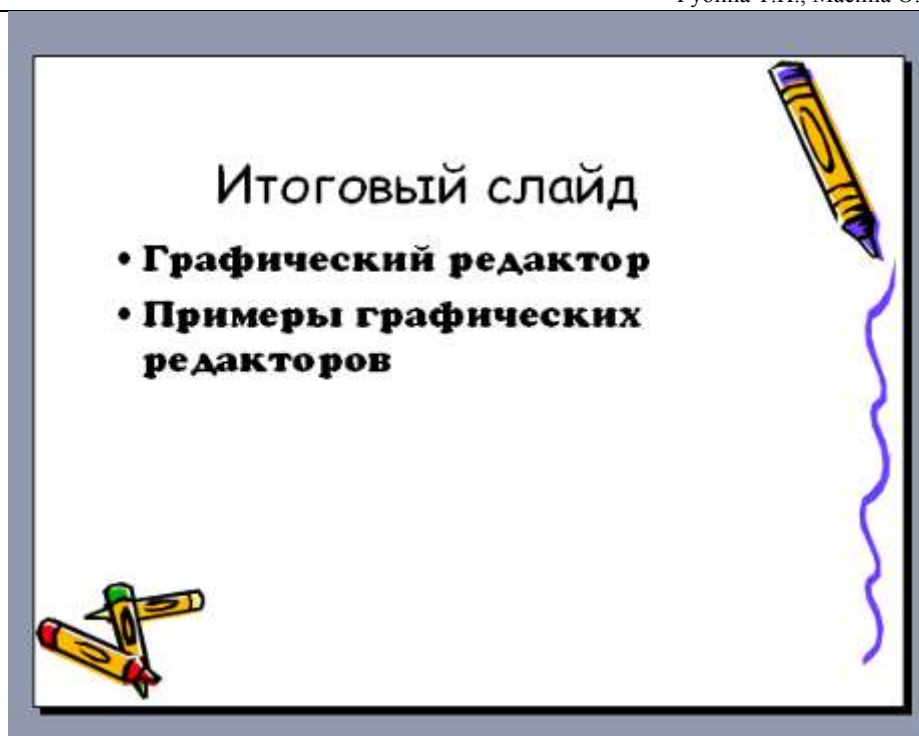 Итоговый слайд
• Графический редактор
• Примеры графических
редакторов